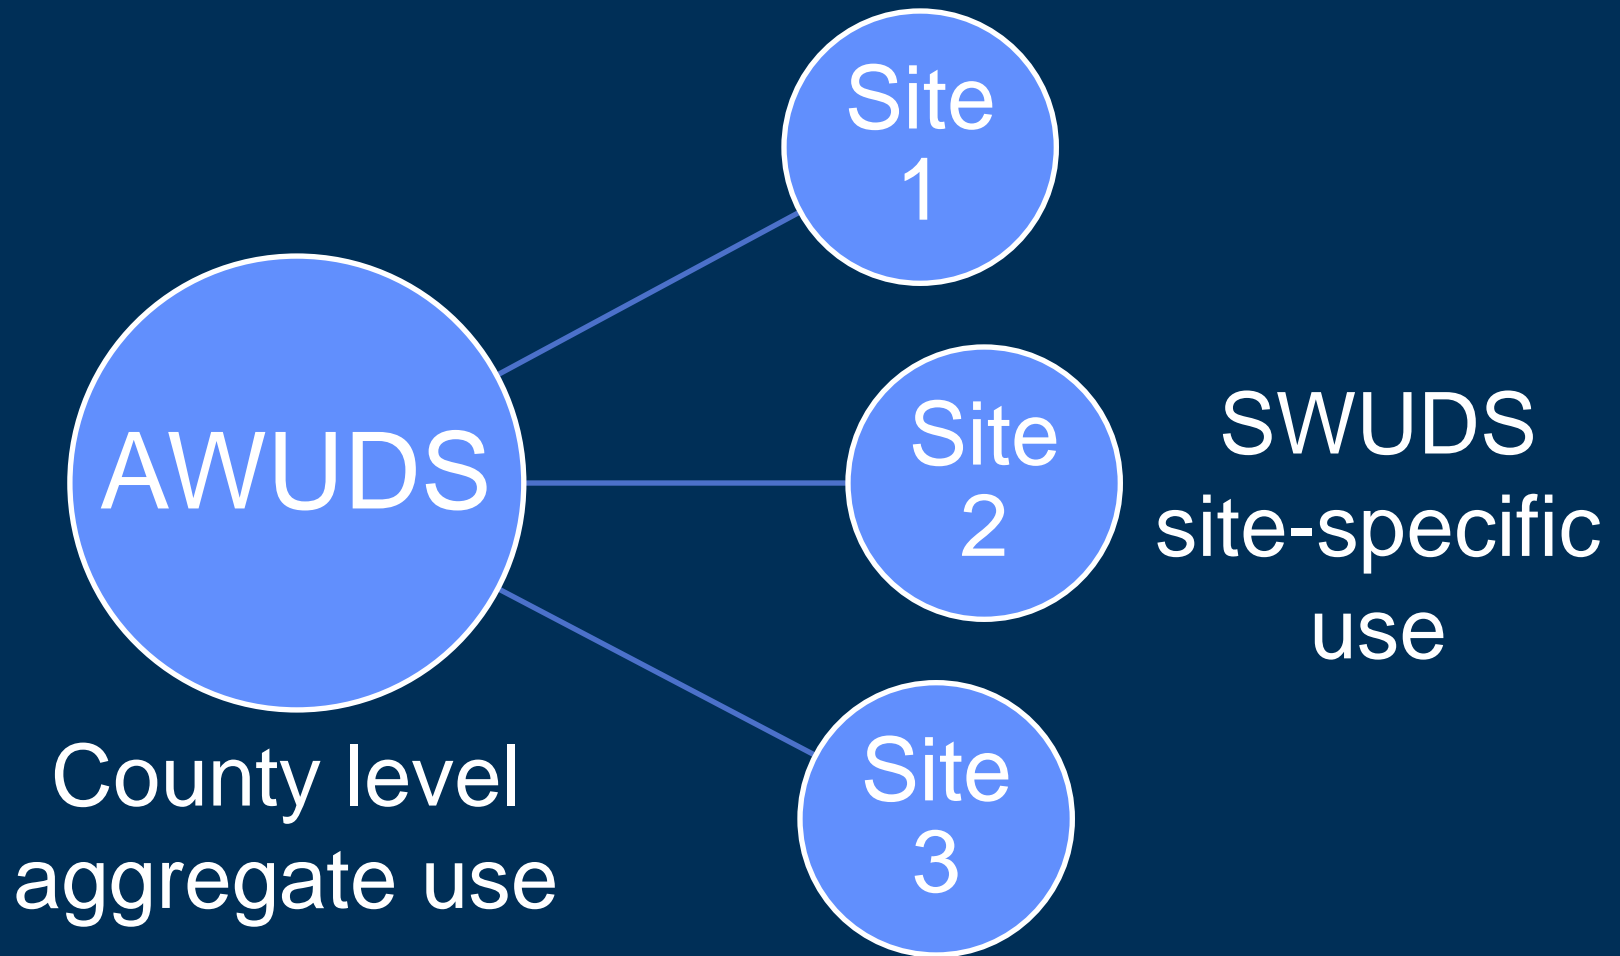 Site
1
AWUDS
Site
2
SWUDS
site-specific
use
County level
aggregate use
Site
3